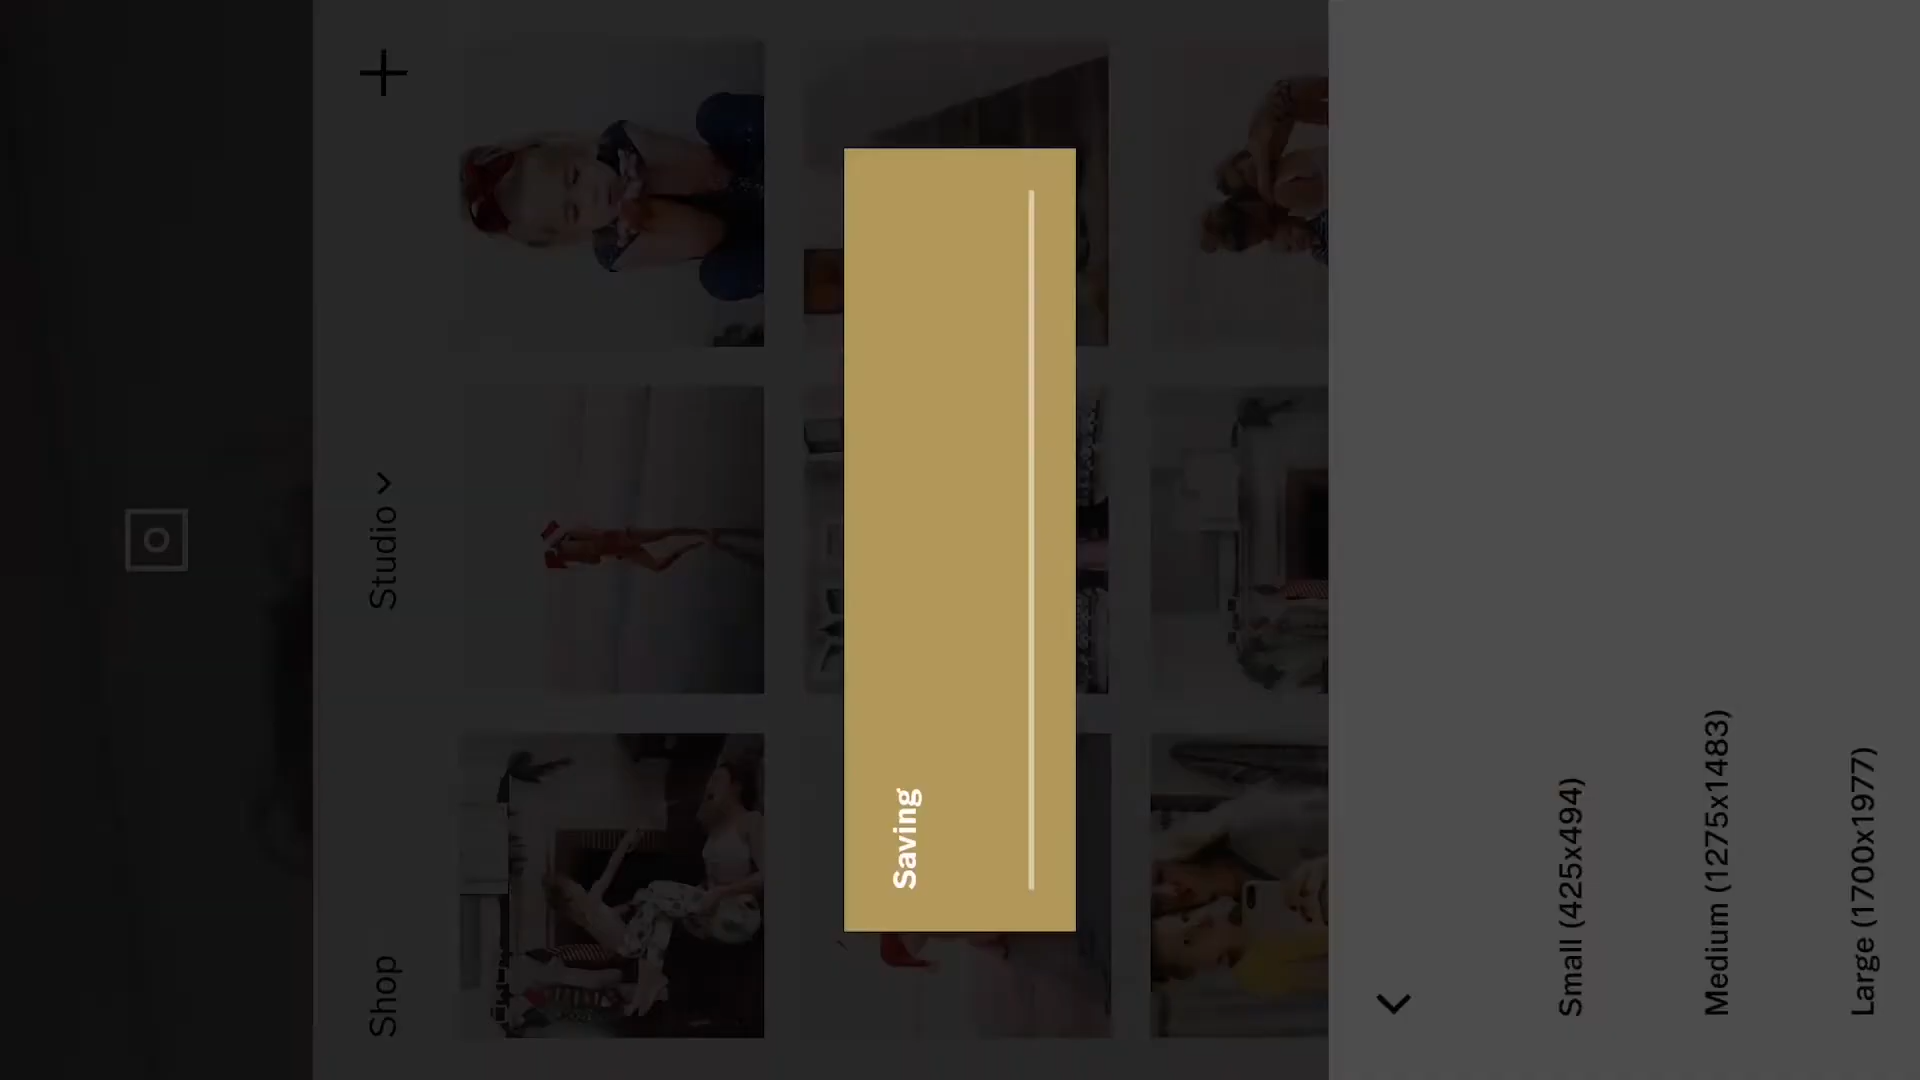 Shop
Studio
Saving
Small (425x494)
Medium (1275x1483)
Large (1700x1977)